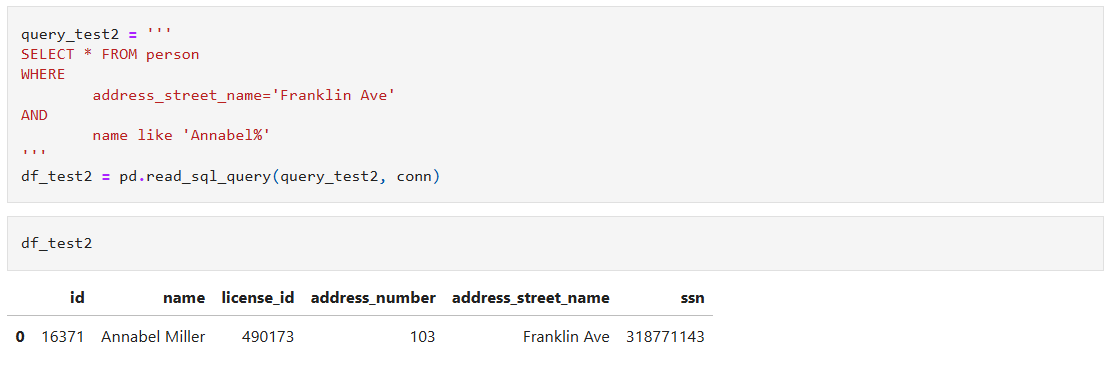 query_test2 = '''
SELECT * FROM person
WHERE
address_street_name='Franklin Ave'
AND
name like 'Annabel%'
'''
df_test2 = pd.read_sql_query(query_test2, conn)
df_test2
id name license_id address_number address_street_name ssn
0 16371 Annabel Miller 490173 103 Franklin Ave 318771143